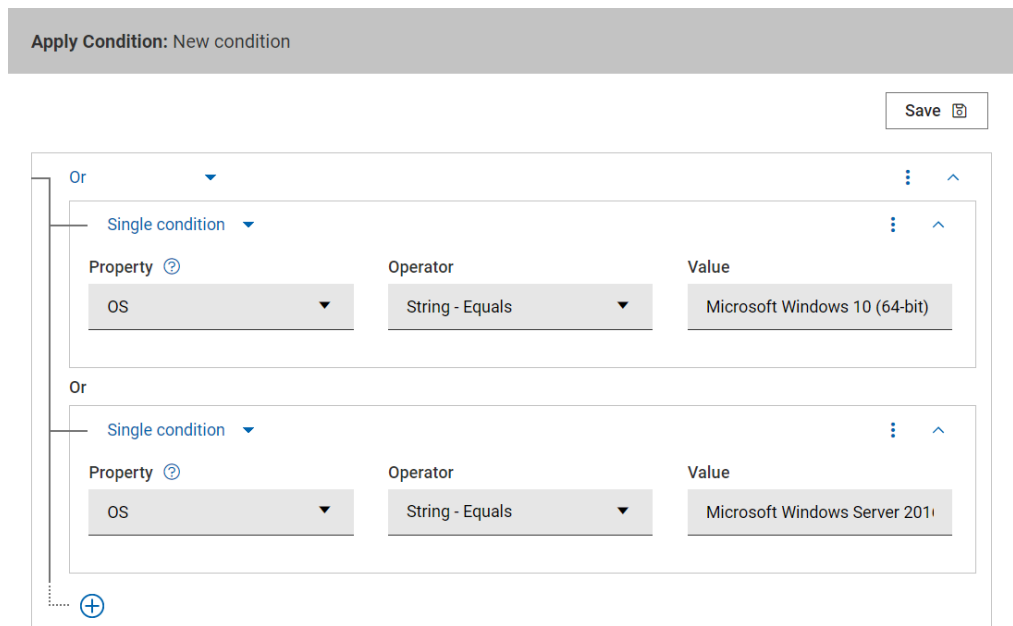 Apply Condition: New condition
Save
Or
Single condition
Property ? Operator Value
OS String - Equals Microsoft Windows 10 (64-bit)
Or
Single condition
Property ? Operator Value
OS String - Equals Microsoft Windows Server